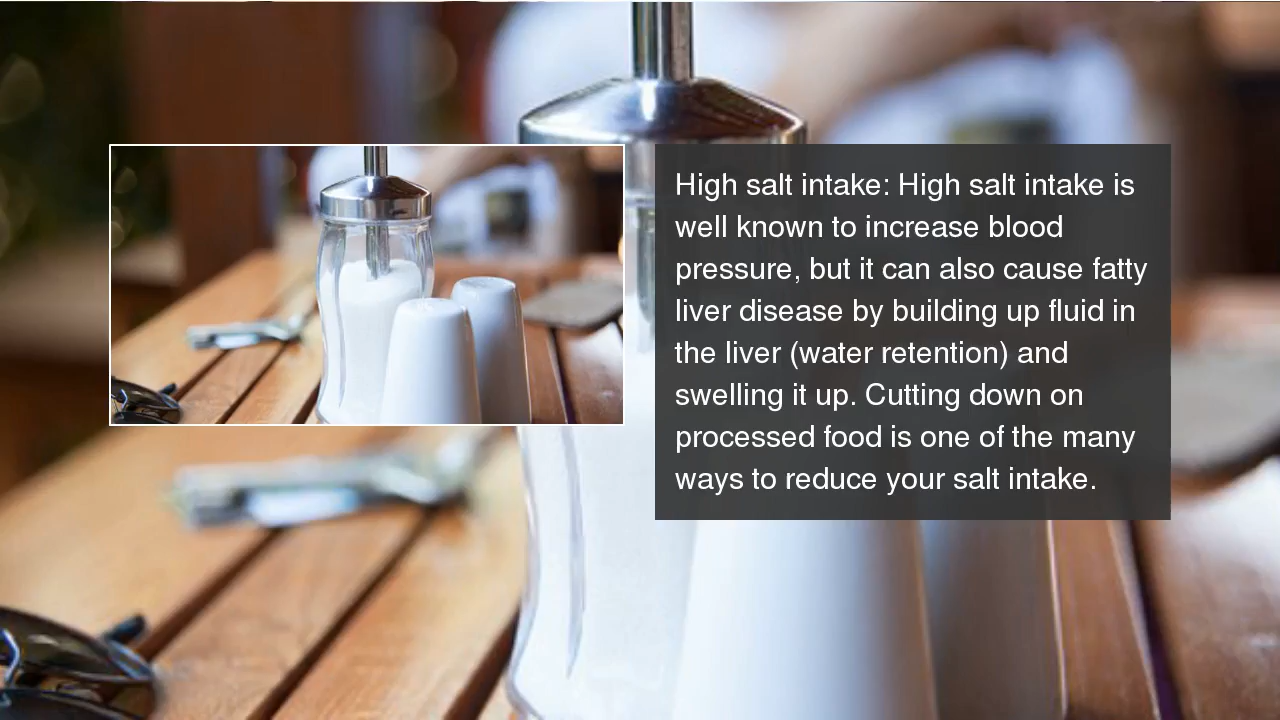 High salt intake: High salt intake is
well known to increase blood
pressure, but it can also cause fatty
liver disease by building up fluid in
the liver (water retention) and
swelling it up. Cutting down on
processed food is one of the many
ways to reduce your salt intake.